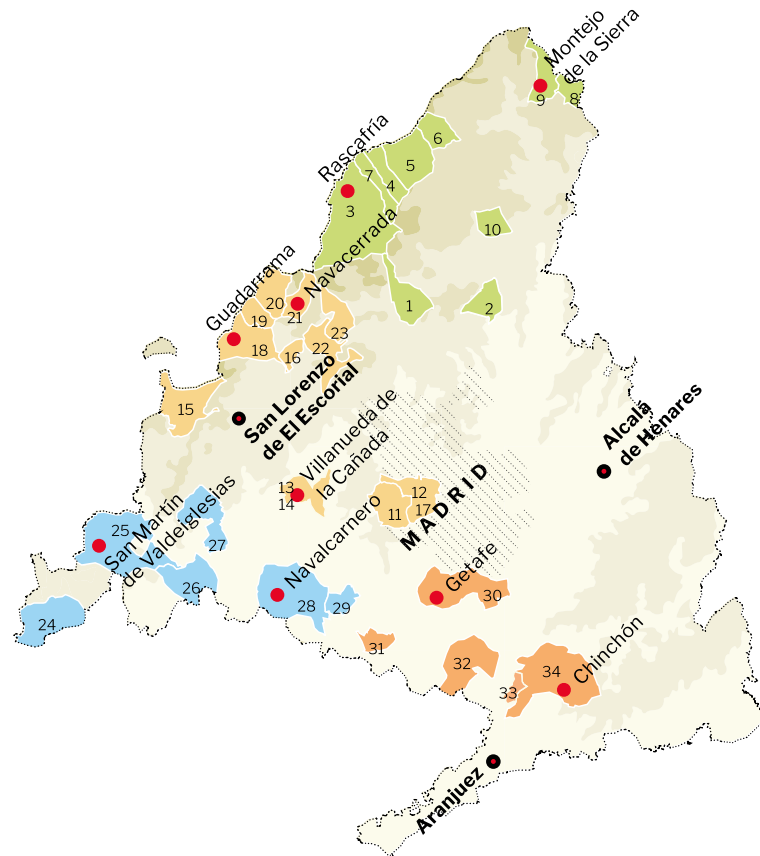 Montejo
de la Sierra
9
8
6
Rascafría
7
5
4
3
10
Navacerrada
Guadarrama
20
21
19
18
16
22
23
1
2
15
San Lorenzo
de El Escorial
Villanueda de
la Cañada
13
14
12
11
17
MADRID
Alcalá
de Henares
San Martín
de Valdeiglesias
25
27
26
24
Navalcarnero
28
29
Getafe
30
31
32
33
34
Chinchón
Aranjuez